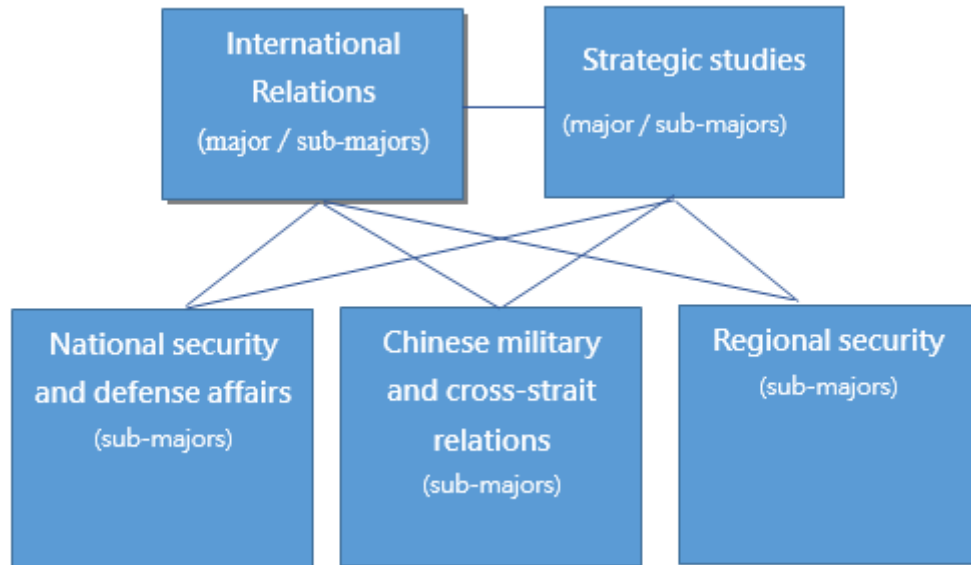 International
Relations
(major / sub-majors)
Strategic studies
(major / sub-majors)
National security
and defense affairs
(sub-majors)
Chinese military
and cross-strait
relations
(sub-majors)
Regional security
(sub-majors)